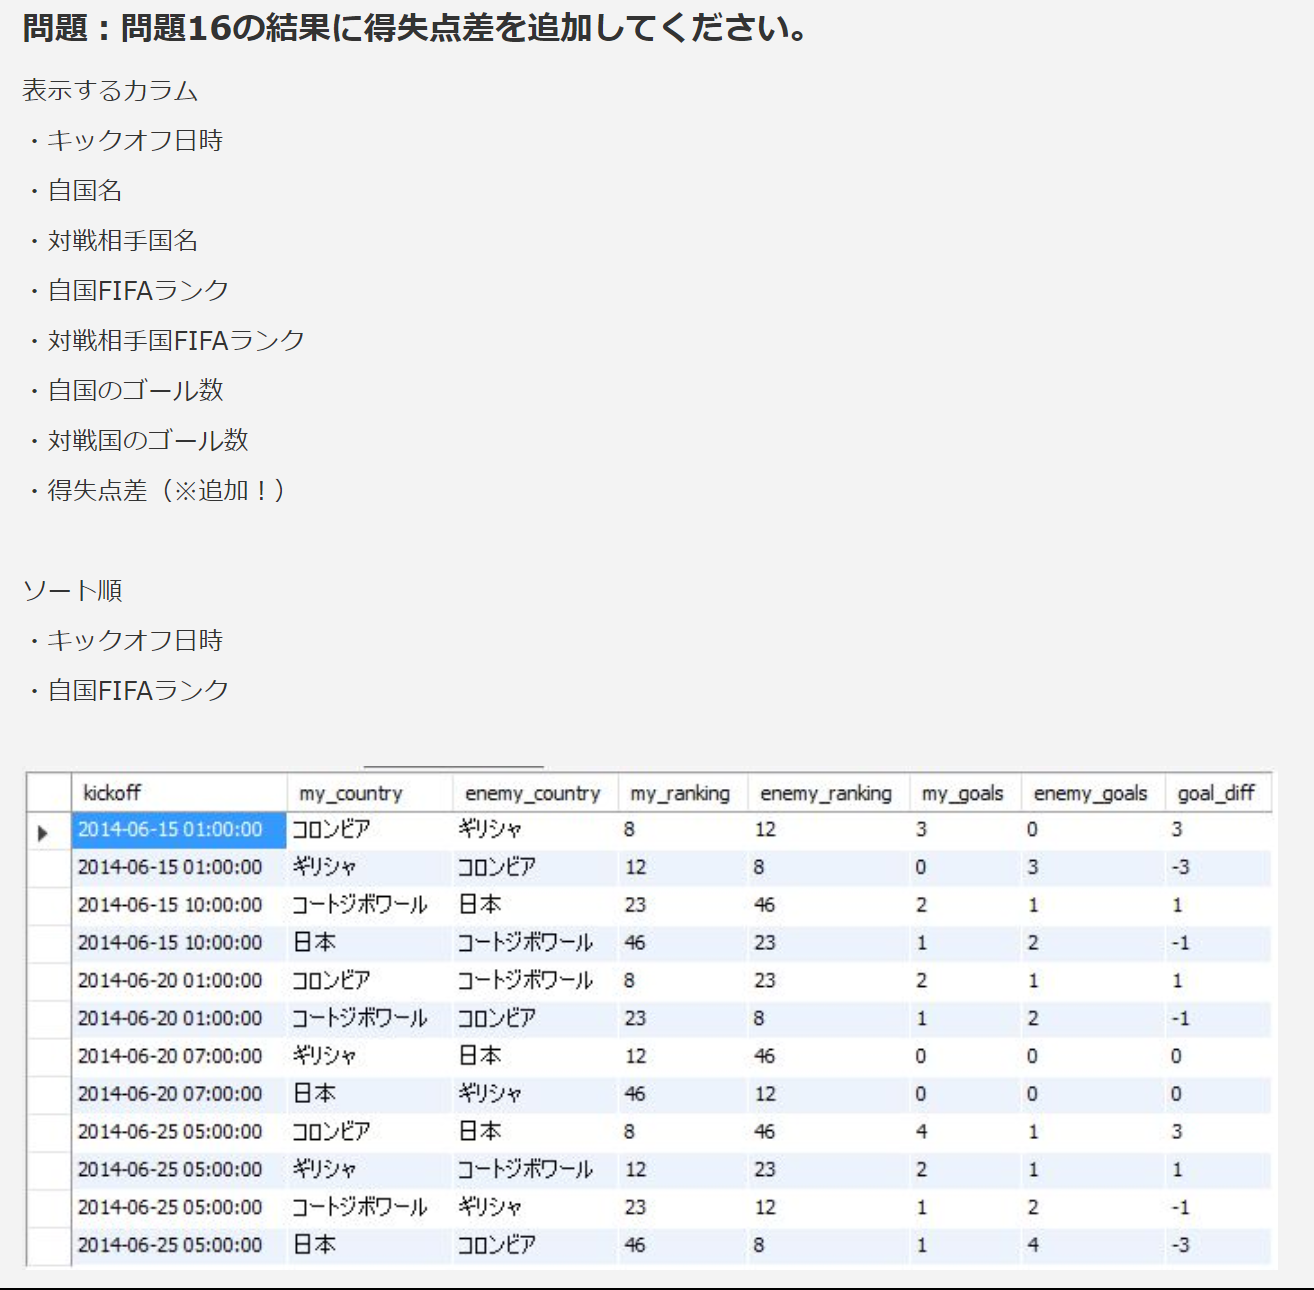 問題：問題16の結果に得失点差を追加してください。
表示するカラム
・キックオフ日時
・自国名
・対戦相手国名
・自国FIFAランク
・対戦相手国FIFAランク
・自国のゴール数
・対戦国のゴール数
・得失点差（※追加！）
ソート順
・キックオフ日時
・自国FIFAランク
kickoff my_country enemy_country my_ranking enemy_ranking my_goals enemy_goals goal_diff
2014-06-15 01:00:00 コロンビア ギリシャ 8 12 3 0 3
2014-06-15 01:00:00 ギリシャ コロンビア 12 8 0 3 -3
2014-06-15 10:00:00 コートジボワール 日本 23 46 2 1 1
2014-06-15 10:00:00 日本 コートジボワール 46 23 1 2 -1
2014-06-20 01:00:00 コロンビア コートジボワール 8 23 2 1 1
2014-06-20 01:00:00 コートジボワール コロンビア 23 8 1 2 -1
2014-06-20 07:00:00 ギリシャ 日本 12 46 0 0 0
2014-06-20 07:00:00 日本 ギリシャ 46 12 0 0 0
2014-06-25 05:00:00 コロンビア 日本 8 46 4 1 3
2014-06-25 05:00:00 ギリシャ コートジボワール 12 23 2 1 1
2014-06-25 05:00:00 コートジボワール ギリシャ 23 12 1 2 -1
2014-06-25 05:00:00 日本 コロンビア 46 8 1 4 -3